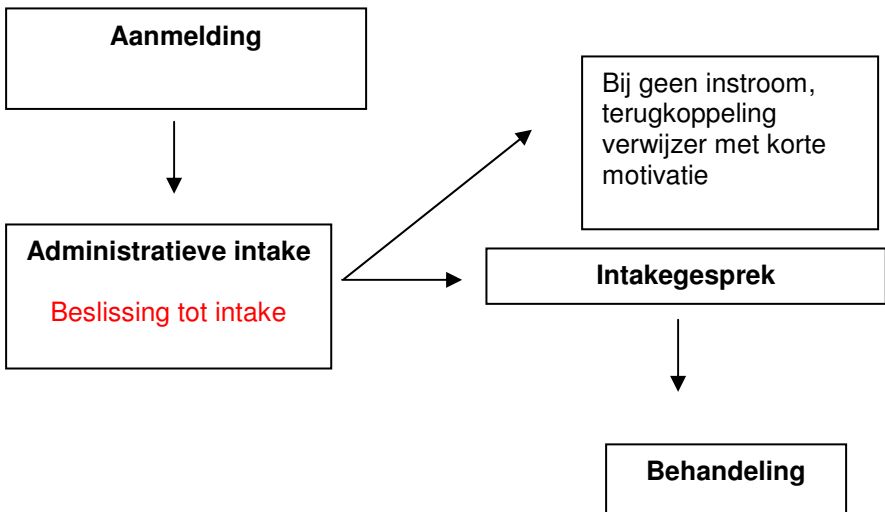 Aanmelding
Administratieve intake
Beslissing tot intake
Bij geen instroom,
terugkoppeling
verwijzer met korte
motivatie
Intakegesprek
Behandeling